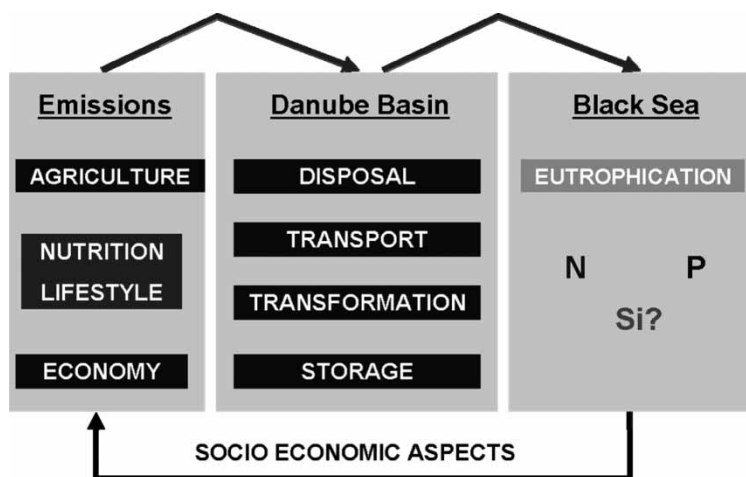 Emissions
AGRICULTURE
NUTRITION
LIFESTYLE
ECONOMY
Danube Basin
DISPOSAL
TRANSPORT
TRANSFORMATION
STORAGE
Black Sea
EUTROPHICATION
N P
Si?
SOCIO ECONOMIC ASPECTS